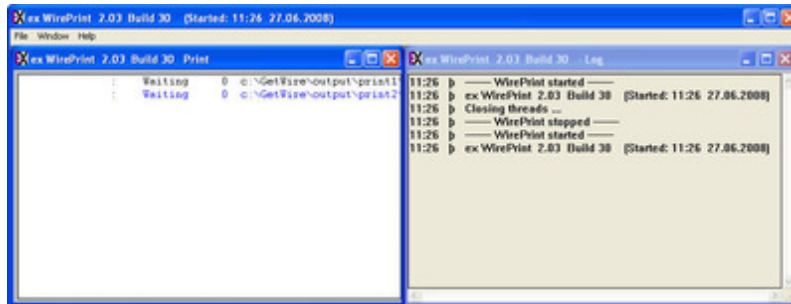 ex WirePrint 2.03 Build 30 (Started: 11:26 27.06.2008)
File Window Help
ex WirePrint 2.03 Build 30 Print
: Waiting 0 c:\GetWire\output\print1\
: Waiting 0 c:\GetWire\output\print2\
ex WirePrint 2.03 Build 30 - Log
11:26 þ —— WirePrint started ——
11:26 þ ex WirePrint 2.03 Build 30 (Started: 11:26 27.06.2008)
11:26 þ Closing threads ...
11:26 þ —— WirePrint stopped ——
11:26 þ —— WirePrint started ——
11:26 þ ex WirePrint 2.03 Build 30 (Started: 11:26 27.06.2008)